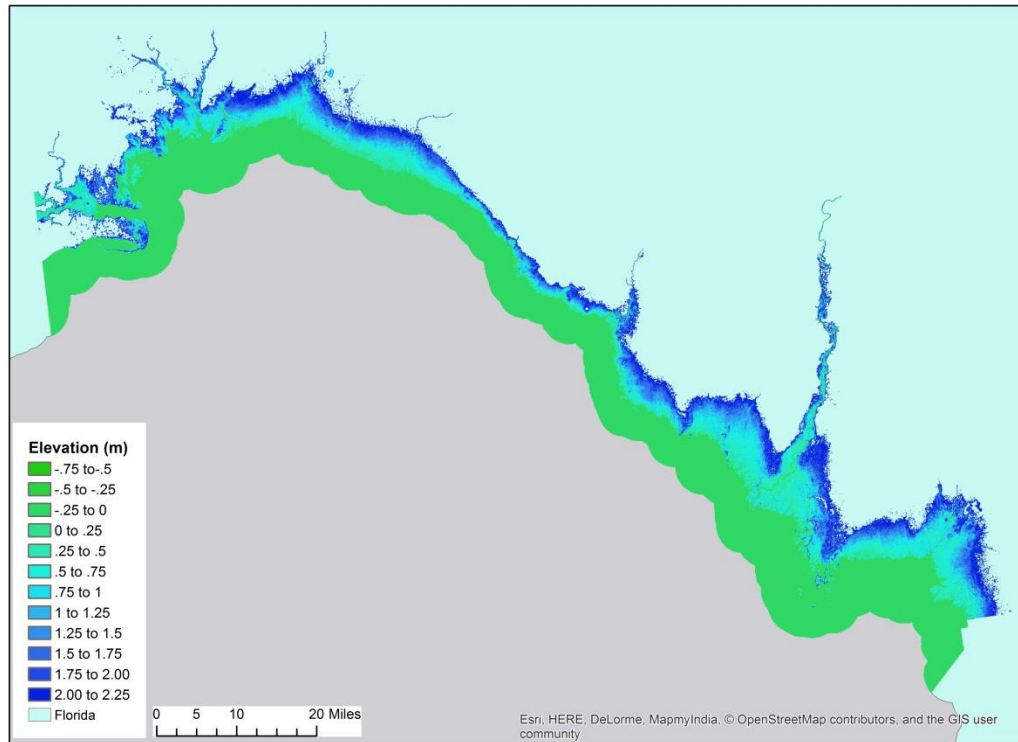 Elevation (m)
-.75 to-.5
-.5 to -.25
-.25 to 0
0 to .25
.25 to .5
.5 to .75
.75 to 1
1 to 1.25
1.25 to 1.5
1.5 to 1.75
1.75 to 2.00
2.00 to 2.25
Florida
0 5 10 20 Miles
Esri, HERE, DeLorme, MapmyIndia, © OpenStreetMap contributors, and the GIS user
community